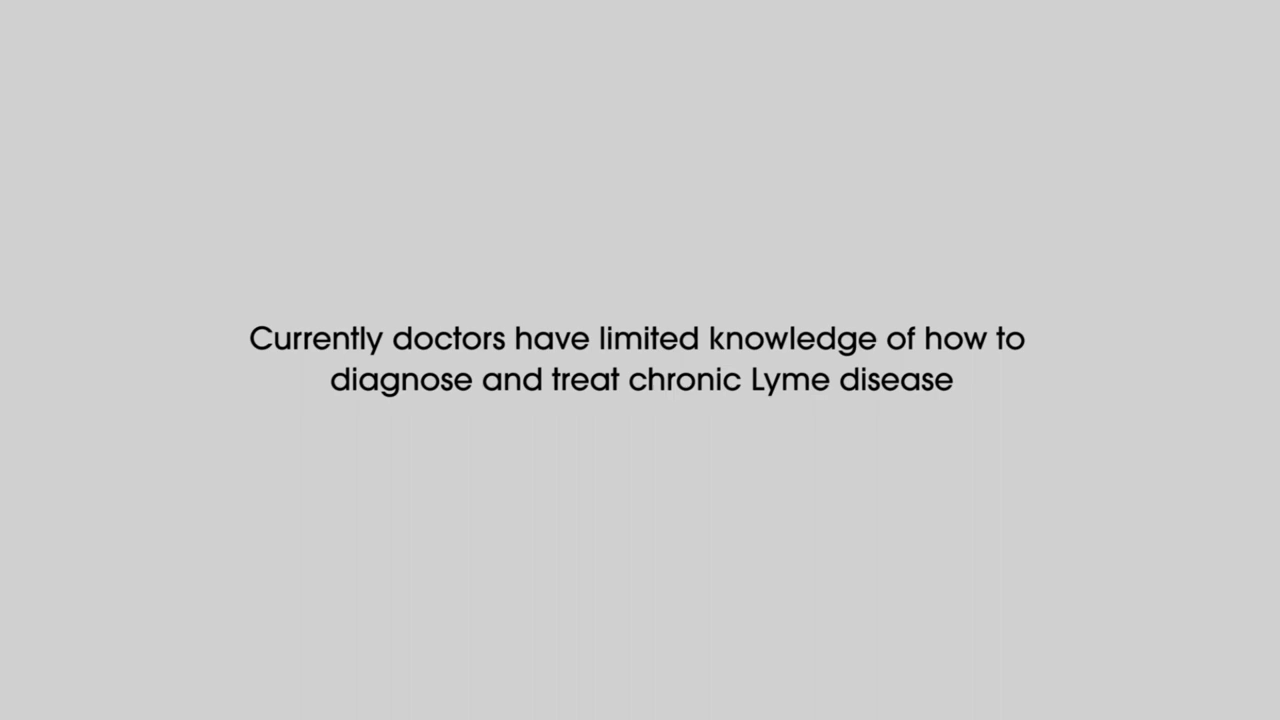 Currently doctors have limited knowledge of how to
diagnose and treat chronic Lyme disease